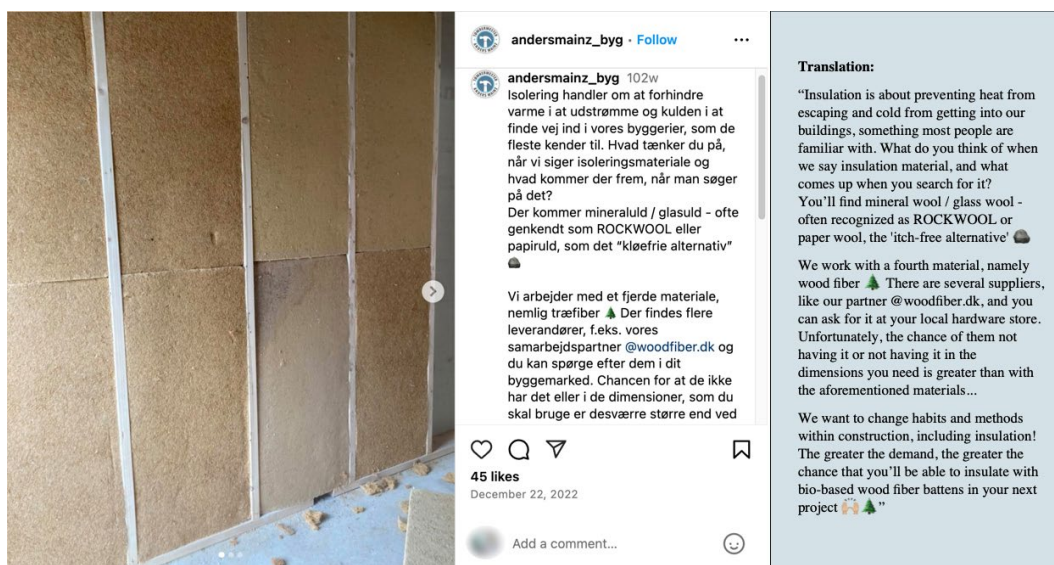 andersmainz_byg · Follow
andersmainz_byg 102w
Isolering handler om at forhindre
varme i at udstrømme og kulden i at
finde vej ind i vores byggerier, som de
fleste kender til. Hvad tænker du på,
når vi siger isoleringsmateriale og
hvad kommer der frem, når man søger
på det?
Der kommer mineraluld / glasuld - ofte
genkendt som ROCKWOOL eller
papiruld, som det “kløefrie alternativ”
🪨
Vi arbejder med et fjerde materiale,
nemlig træfiber 🌲 Der findes flere
leverandører, f.eks. vores
samarbejdspartner @woodfiber.dk og
du kan spørge efter dem i dit
byggemarked. Chancen for at de ikke
har det eller i de dimensioner, som du
skal bruge er desværre større end ved
45 likes
December 22, 2022
Add a comment...
Translation:
“Insulation is about preventing heat from
escaping and cold from getting into our
buildings, something most people are
familiar with. What do you think of when
we say insulation material, and what
comes up when you search for it?
You’ll find mineral wool / glass wool -
often recognized as ROCKWOOL or
paper wool, the 'itch-free alternative' 🪨
We work with a fourth material, namely
wood fiber 🌲 There are several suppliers,
like our partner @woodfiber.dk, and you
can ask for it at your local hardware store.
Unfortunately, the chance of them not
having it or not having it in the
dimensions you need is greater than with
the aforementioned materials...
We want to change habits and methods
within construction, including insulation!
The greater the demand, the greater the
chance that you’ll be able to insulate with
bio-based wood fiber battens in your next
project 🙌🏼🌲”